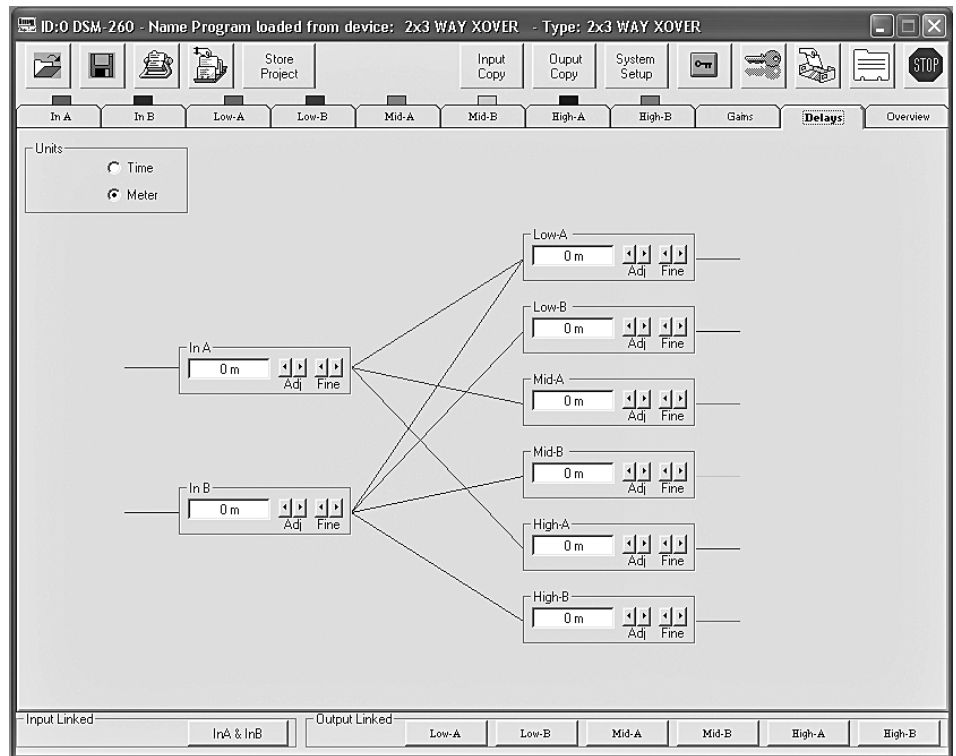 ID:0 DSM-260 - Name Program loaded from device: 2x3 WAY XOVER - Type: 2x3 WAY XOVER
Store Project
Input Copy
Ouput Copy
System Setup
STOP
In A In B Low-A Low-B Mid-A Mid-B High-A High-B Gains Delays Overview
Units
Time
Meter
Low-A
0 m
Adj Fine
Low-B
0 m
Adj Fine
In A
0 m
Adj Fine
Mid-A
0 m
Adj Fine
Mid-B
0 m
Adj Fine
In B
0 m
Adj Fine
High-A
0 m
Adj Fine
High-B
0 m
Adj Fine
Input Linked
InA & InB
Output Linked
Low-A Low-B Mid-A Mid-B High-A High-B